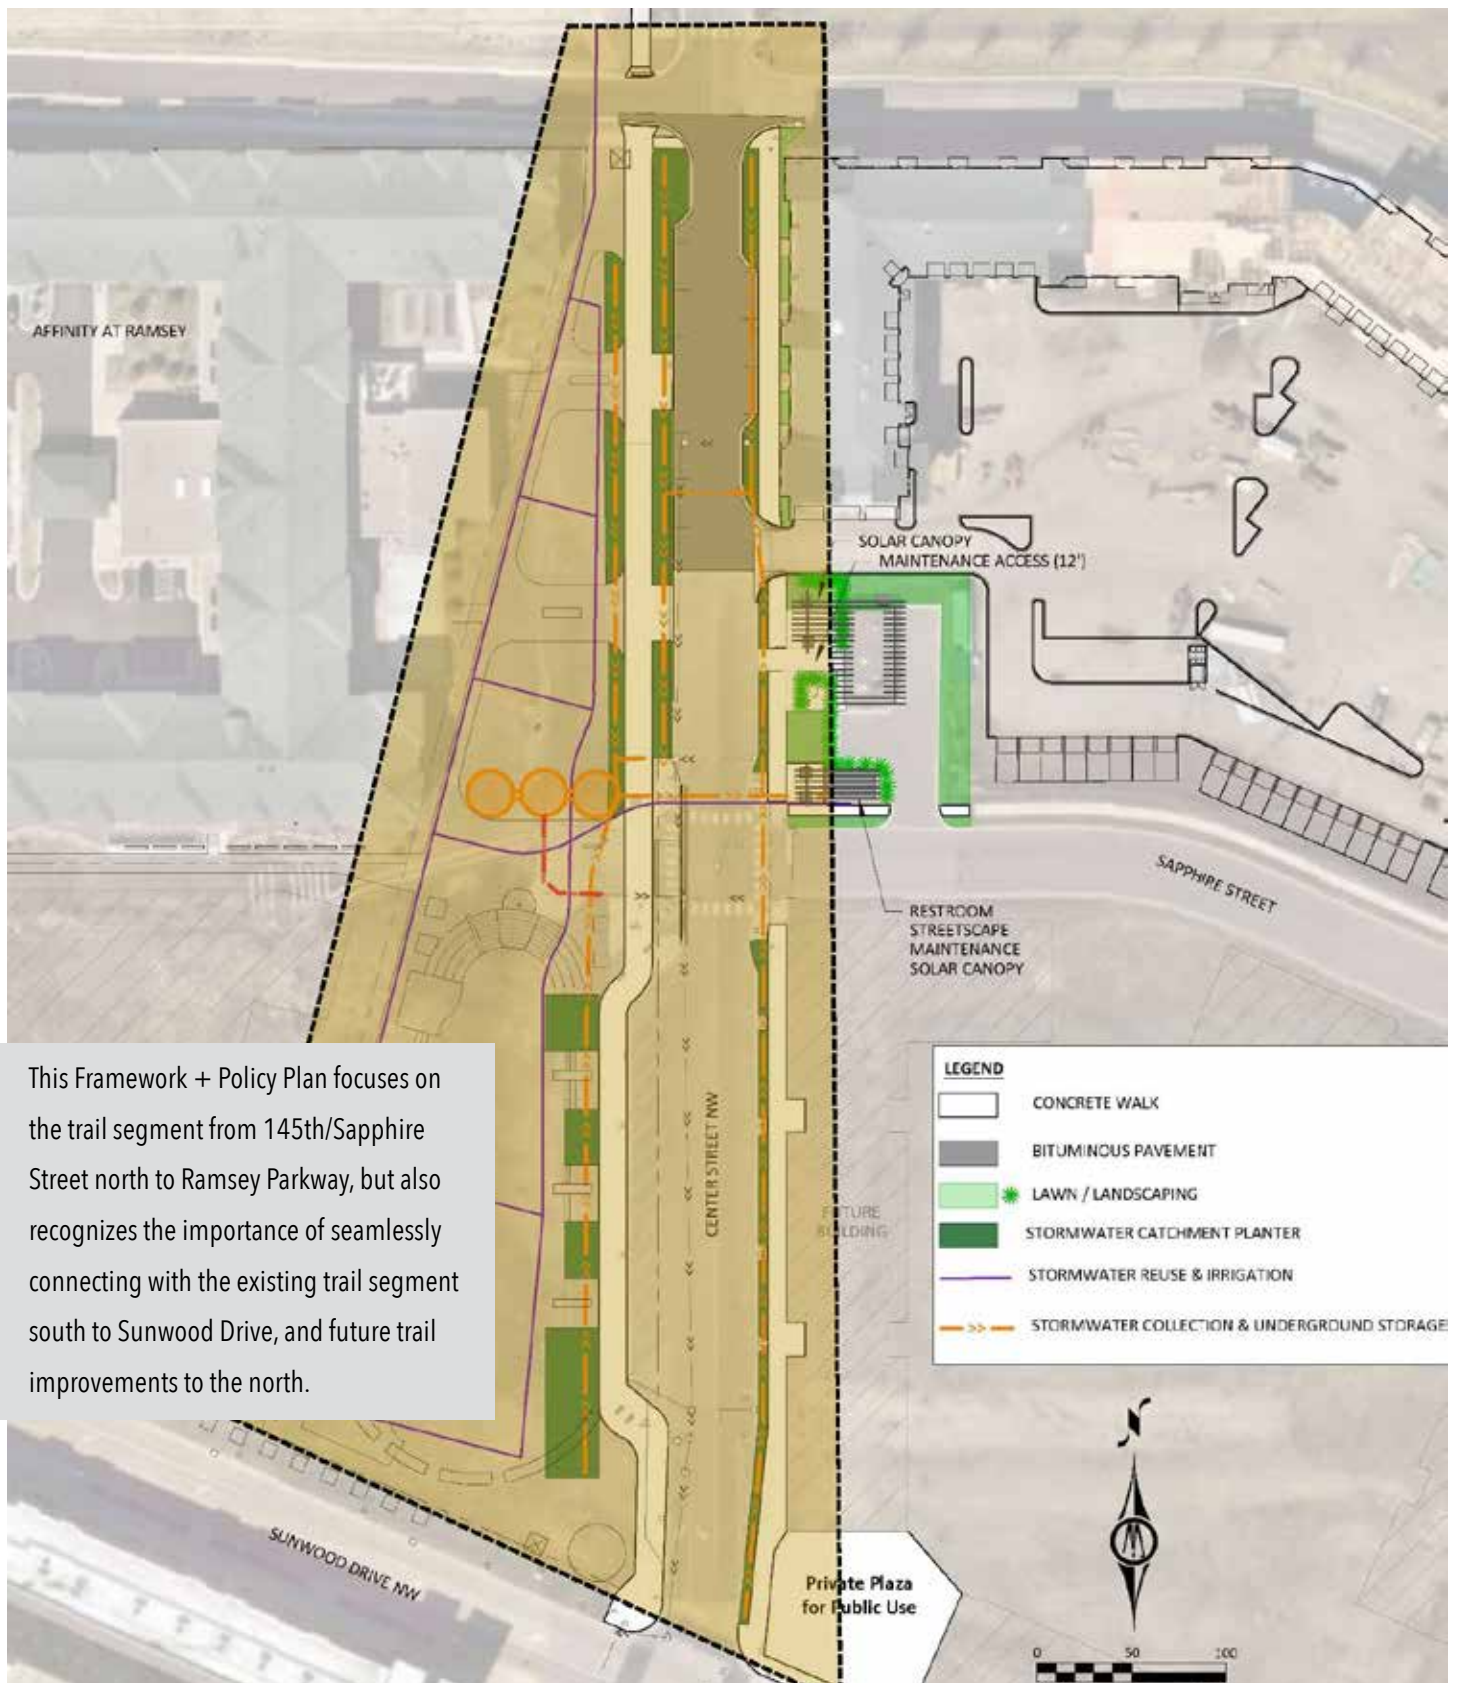 AFFINITY AT RAMSEY
SOLAR CANOPY
MAINTENANCE ACCESS (12')
SAPPHIRE STREET
RESTROOM
STREETSCAPE
MAINTENANCE
SOLAR CANOPY
This Framework + Policy Plan focuses on
the trail segment from 145th/Sapphire
Street north to Ramsey Parkway, but also
recognizes the importance of seamlessly
connecting with the existing trail segment
south to Sunwood Drive, and future trail
improvements to the north.
CENTER STREET NW
FUTURE
BUILDING
LEGEND
CONCRETE WALK
BITUMINOUS PAVEMENT
LAWN / LANDSCAPING
STORMWATER CATCHMENT PLANTER
STORMWATER REUSE & IRRIGATION
STORMWATER COLLECTION & UNDERGROUND STORAGE
SUNWOOD DRIVE NW
Private Plaza
for Public Use
N
0 50 100